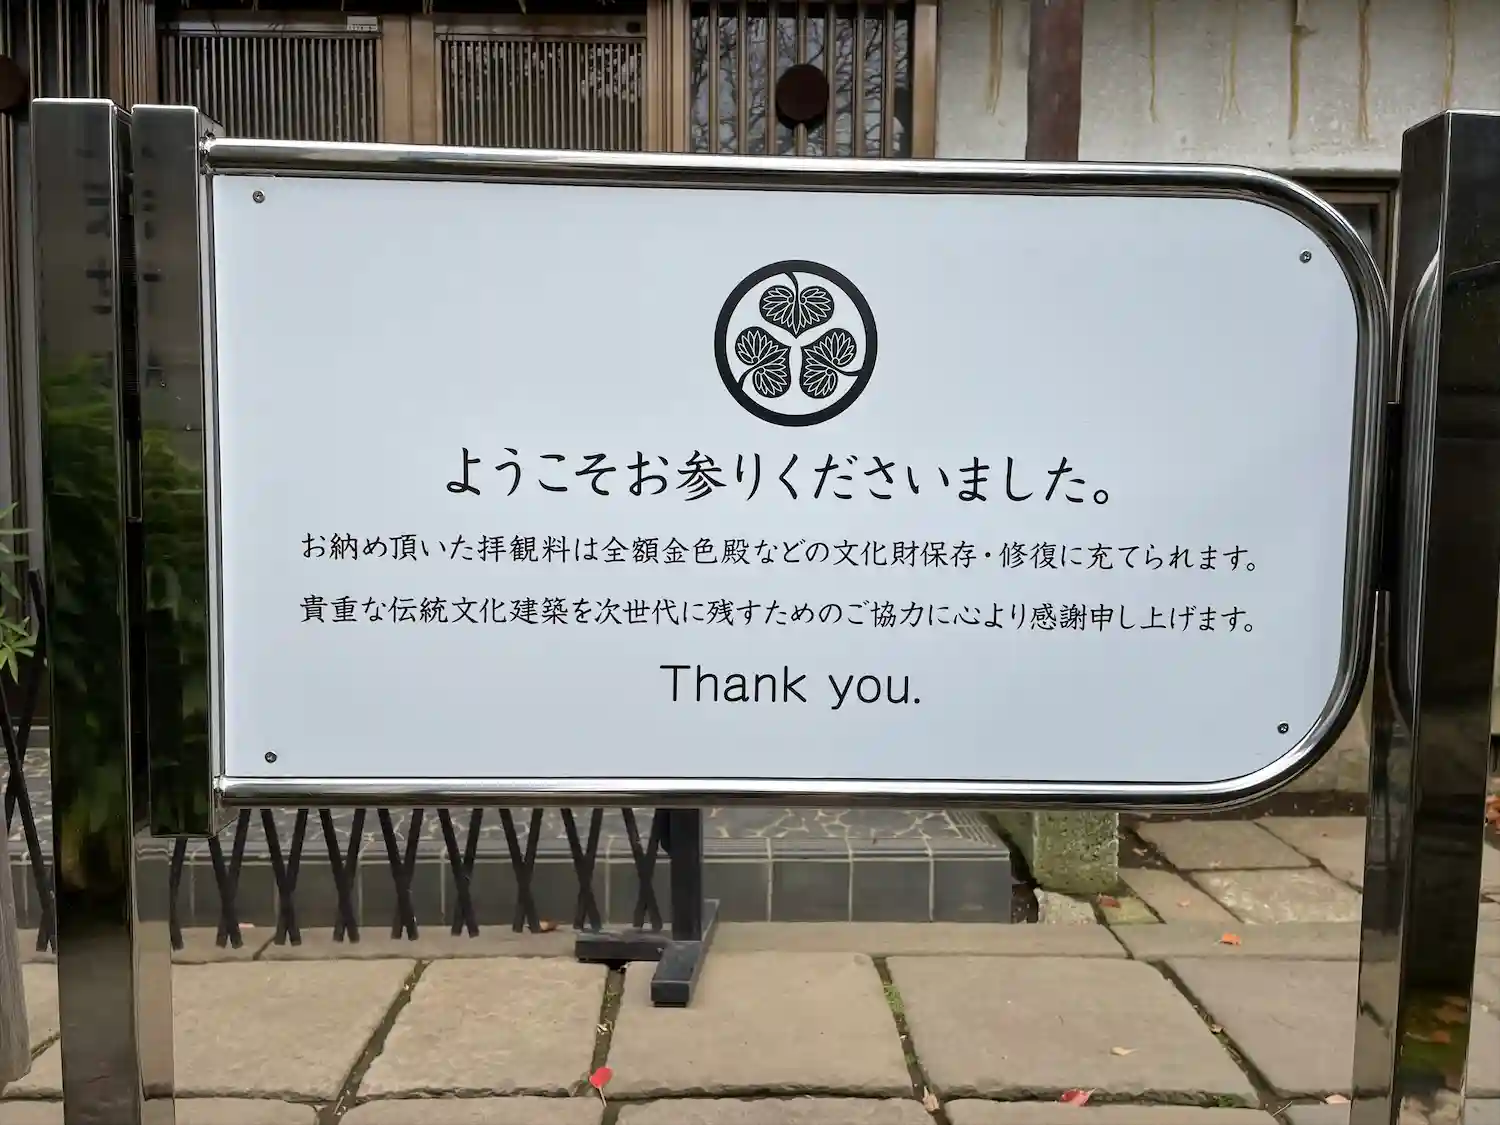 ようこそお参りくださいました。
お納め頂いた拝観料は全額金色殿などの文化財保存・修復に充てられます。
貴重な伝統文化建築を次世代に残すためのご協力に心より感謝申し上げます。
Thank you.